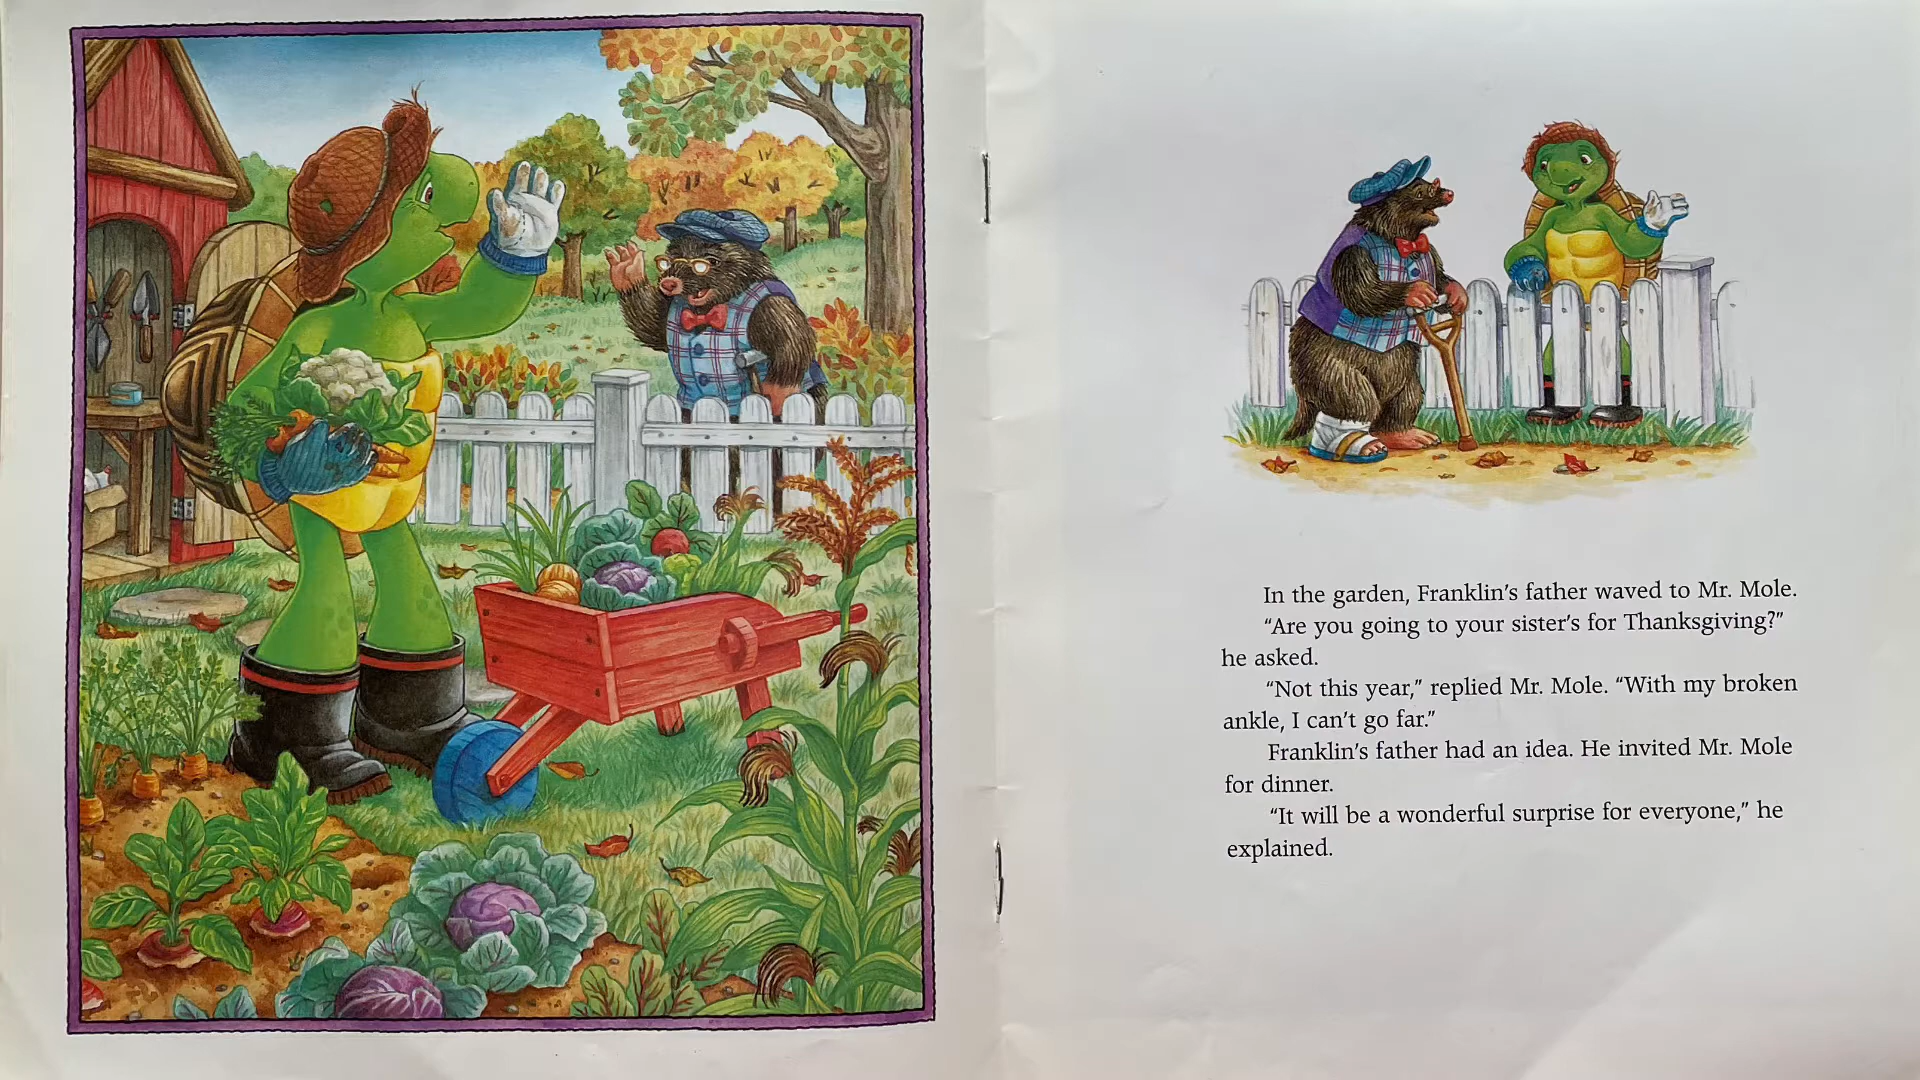 In the garden, Franklin's father waved to Mr. Mole.
“Are you going to your sister's for Thanksgiving?”
he asked.
“Not this year,” replied Mr. Mole. “With my broken
ankle, I can't go far.”
Franklin's father had an idea. He invited Mr. Mole
for dinner.
“It will be a wonderful surprise for everyone,” he
explained.